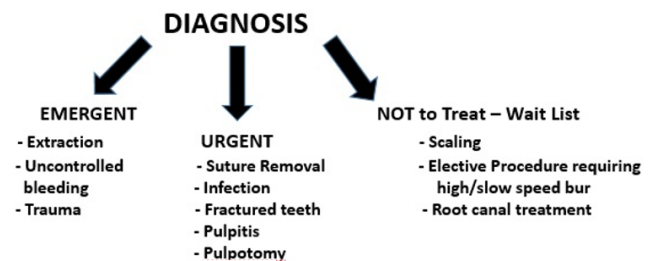 DIAGNOSIS
EMERGENT
- Extraction
- Uncontrolled
bleeding
- Trauma
URGENT
- Suture Removal
- Infection
- Fractured teeth
- Pulpitis
- Pulpotomy
NOT to Treat – Wait List
- Scaling
- Elective Procedure requiring
high/slow speed bur
- Root canal treatment